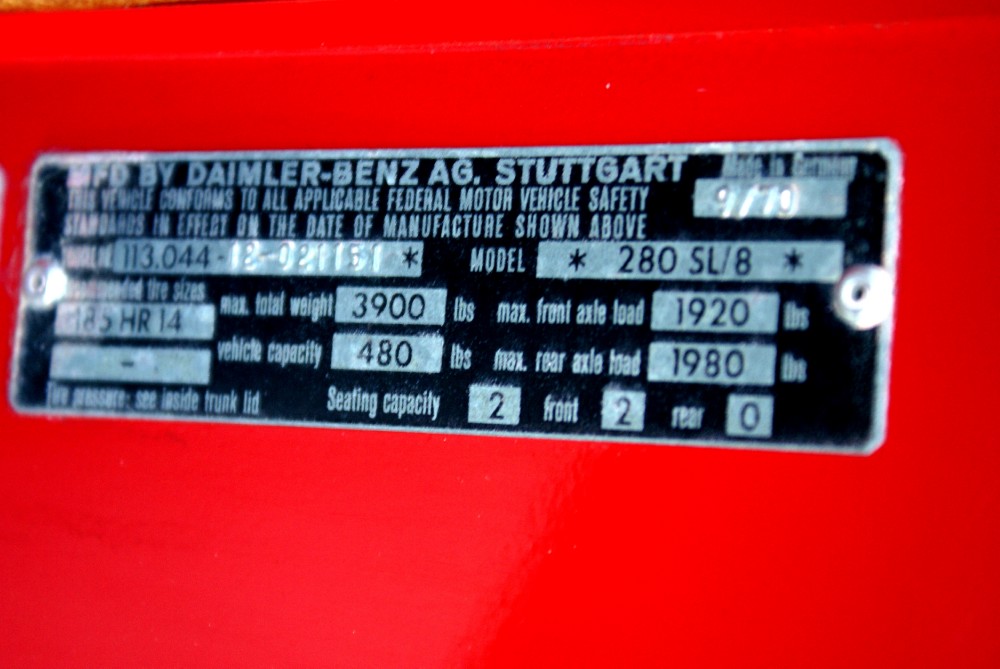 MFD BY DAIMLER-BENZ AG. STUTTGART Made in Germany
THIS VEHICLE CONFORMS TO ALL APPLICABLE FEDERAL MOTOR VEHICLE SAFETY 9/70
STANDARDS IN EFFECT ON THE DATE OF MANUFACTURE SHOWN ABOVE
113.044- * MODEL * 280 SL/8 *
tire sizes max. total weight 3900 lbs max. front axle load 1920 lbs
185 HR 14
- vehicle capacity 480 lbs max. rear axle load 1980 lbs
tire pressure: see inside trunk lid Seating capacity 2 front 2 rear 0